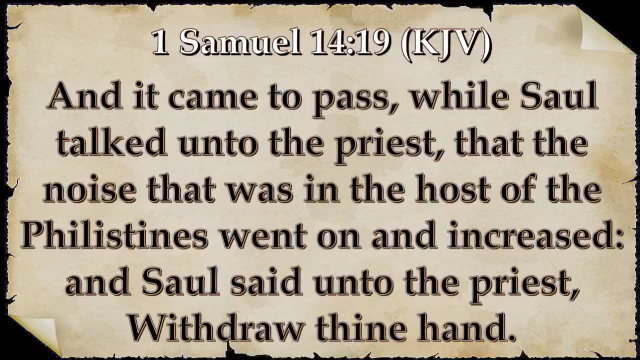 1 Samuel 14:19 (KJV)
And it came to pass, while Saul
talked unto the priest, that the
noise that was in the host of the
Philistines went on and increased:
and Saul said unto the priest,
Withdraw thine hand.